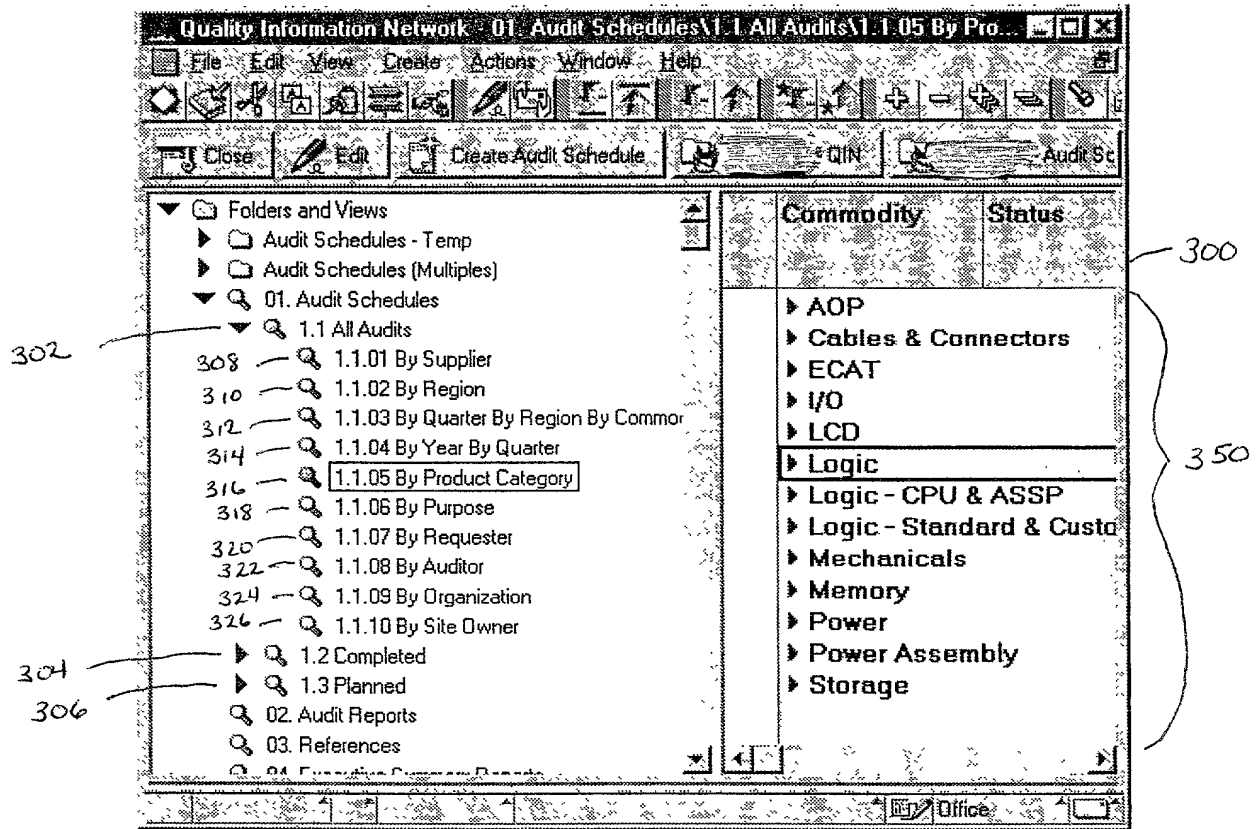 Quality Information Network 01. Audit Schedules\1.1 All Audits\1.1.05 By Pro...
File Edit View Create Actions Window Help
Close Edit Create Audit Schedule QIN Audit Sc
Folders and Views
Audit Schedules - Temp
Audit Schedules (Multiples)
01. Audit Schedules
302 1.1 All Audits
308 1.1.01 By Supplier
310 1.1.02 By Region
312 1.1.03 By Quarter By Region By Commor
314 1.1.04 By Year By Quarter
316 1.1.05 By Product Category
318 1.1.06 By Purpose
320 1.1.07 By Requester
322 1.1.08 By Auditor
324 1.1.09 By Organization
326 1.1.10 By Site Owner
304 1.2 Completed
306 1.3 Planned
02. Audit Reports
03. References
04. Executive Summary Reports
Commodity Status
300
AOP
Cables & Connectors
ECAT
I/O
LCD
Logic
350
Logic - CPU & ASSP
Logic - Standard & Custo
Mechanicals
Memory
Power
Power Assembly
Storage
Office